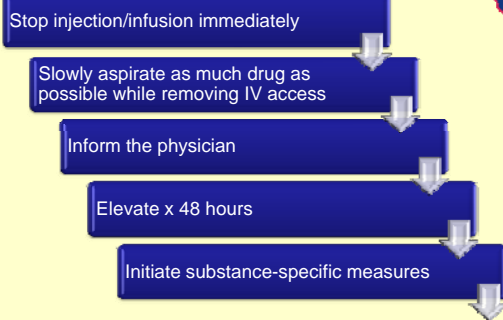 Stop injection/infusion immediately
Slowly aspirate as much drug as
possible while removing IV access
Inform the physician
Elevate x 48 hours
Initiate substance-specific measures